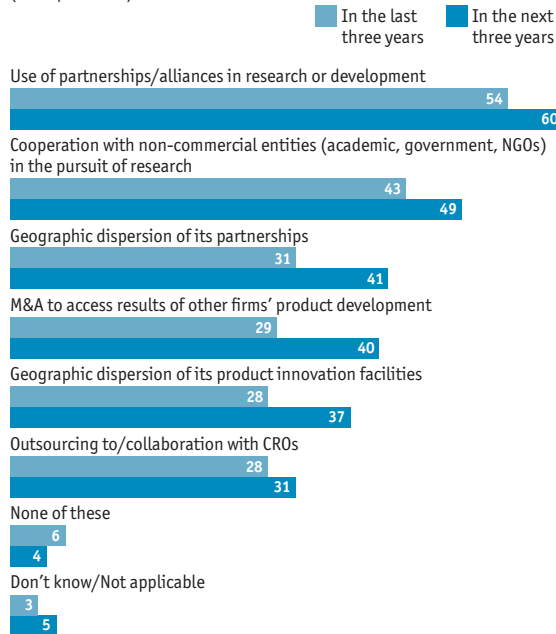 In the last
three years
In the next
three years
Use of partnerships/alliances in research or development
54
60
Cooperation with non-commercial entities (academic, government, NGOs)
in the pursuit of research
43
49
Geographic dispersion of its partnerships
31
41
M&A to access results of other firms’ product development
29
40
Geographic dispersion of its product innovation facilities
28
37
Outsourcing to/collaboration with CROs
28
31
None of these
6
4
Don’t know/Not applicable
3
5